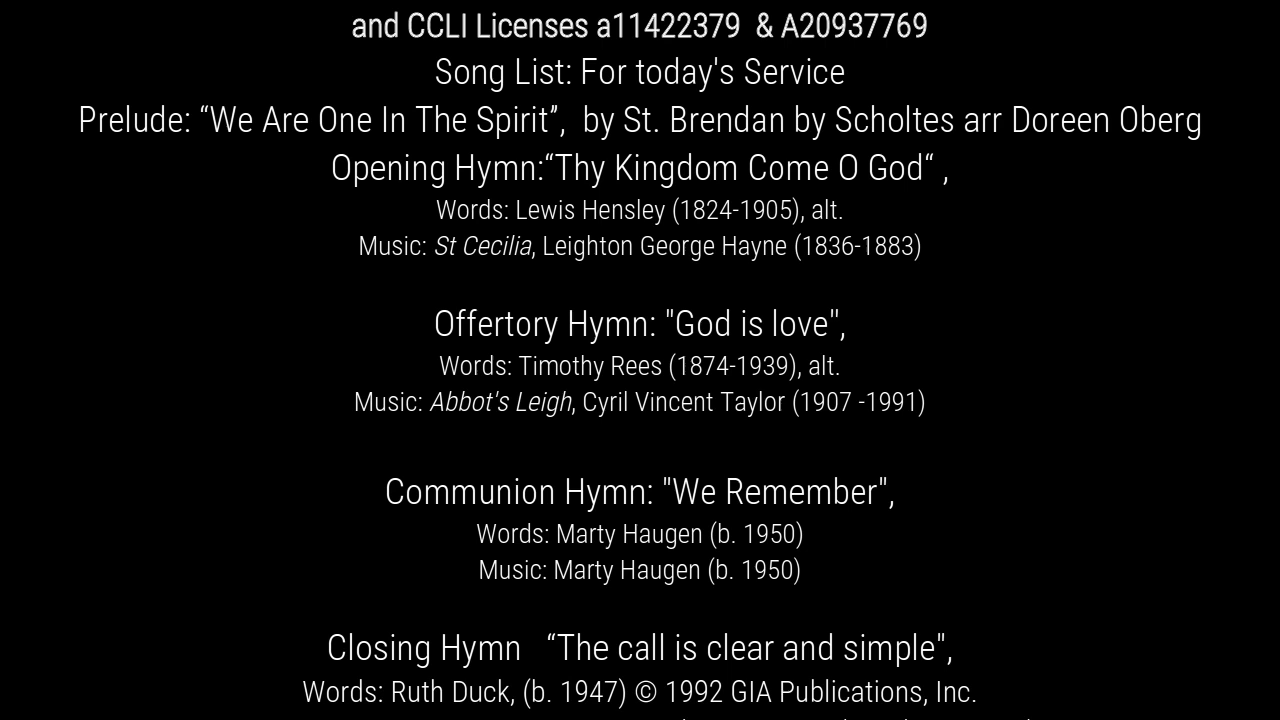 and CCLI Licenses a11422379  & A20937769
Song List: For today's Service
Prelude: “We Are One In The Spirit”,  by St. Brendan by Scholtes arr Doreen Oberg
Opening Hymn:“Thy Kingdom Come O God“ ,
Words: Lewis Hensley (1824-1905), alt.
Music: St Cecilia, Leighton George Hayne (1836-1883)
Offertory Hymn: "God is love",
Words: Timothy Rees (1874-1939), alt.
Music: Abbot's Leigh, Cyril Vincent Taylor (1907 -1991)
Communion Hymn: "We Remember",
Words: Marty Haugen (b. 1950)
Music: Marty Haugen (b. 1950)
Closing Hymn   “The call is clear and simple",
Words: Ruth Duck, (b. 1947) © 1992 GIA Publications, Inc.